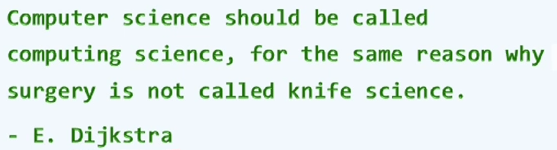 Computer science should be called
computing science, for the same reason why
surgery is not called knife science.
- E. Dijkstra